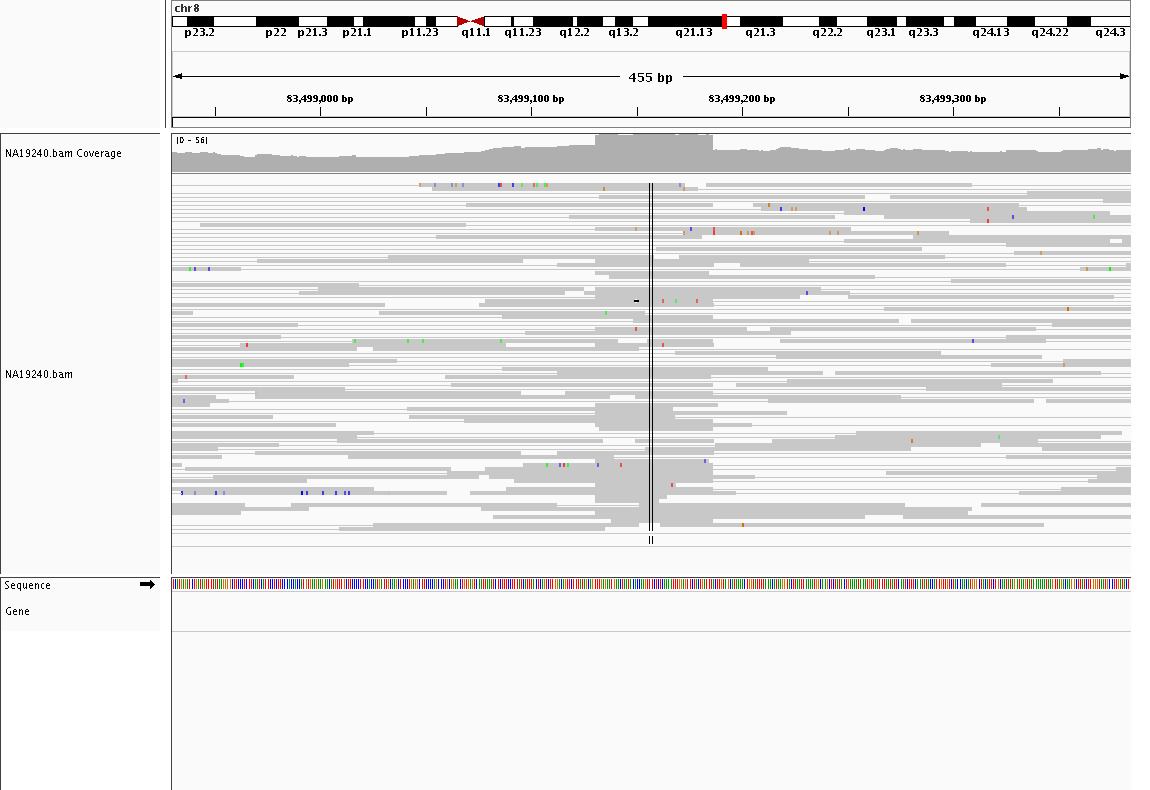 chr8
p23.2 p22 p21.3 p21.1 p11.23 q11.1 q11.23 q12.2 q13.2 q21.13 q21.3 q22.2 q23.1 q23.3 q24.13 q24.22 q24.3
455 bp
83,499,000 bp 83,499,100 bp 83,499,200 bp 83,499,300 bp
[0 - 56]
NA19240.bam Coverage
NA19240.bam
Sequence
Gene